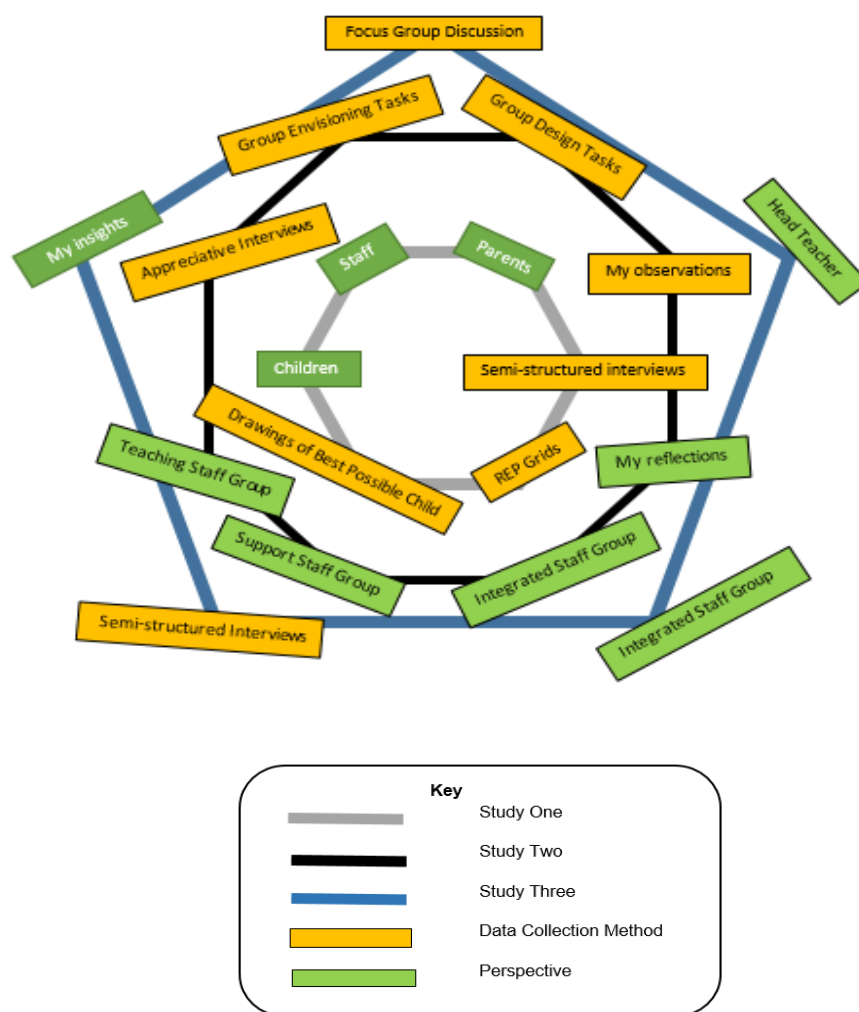 Focus Group Discussion
Group Envisioning Tasks
Group Design Tasks
My insights
Head Teacher
Appreciative Interviews
Staff
Parents
My observations
Children
Semi-structured interviews
Drawings of Best Possible Child
REP Grids
Teaching Staff Group
My reflections
Support Staff Group
Integrated Staff Group
Semi-structured Interviews
Integrated Staff Group
Key
Study One
Study Two
Study Three
Data Collection Method
Perspective